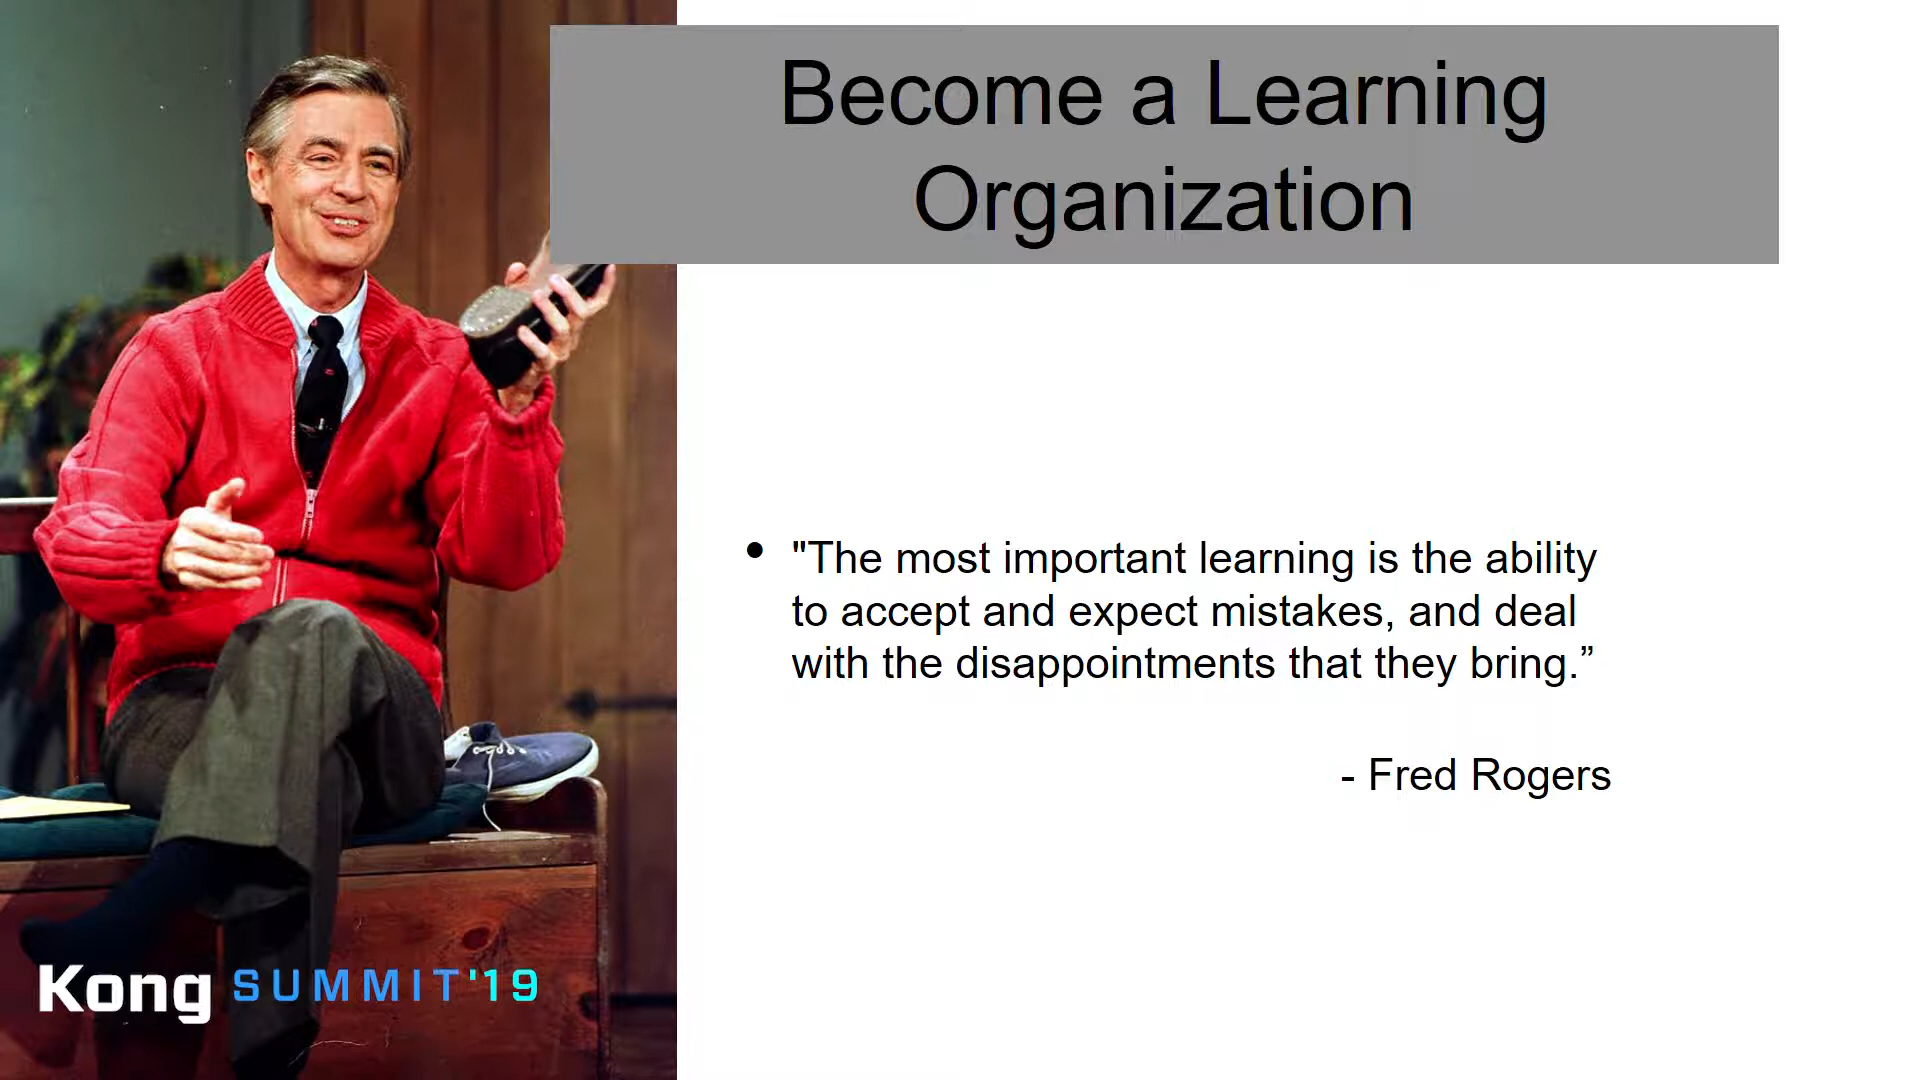 Become a Learning
Organization
• "The most important learning is the ability
to accept and expect mistakes, and deal
with the disappointments that they bring.”
- Fred Rogers
Kong SUMMIT'19